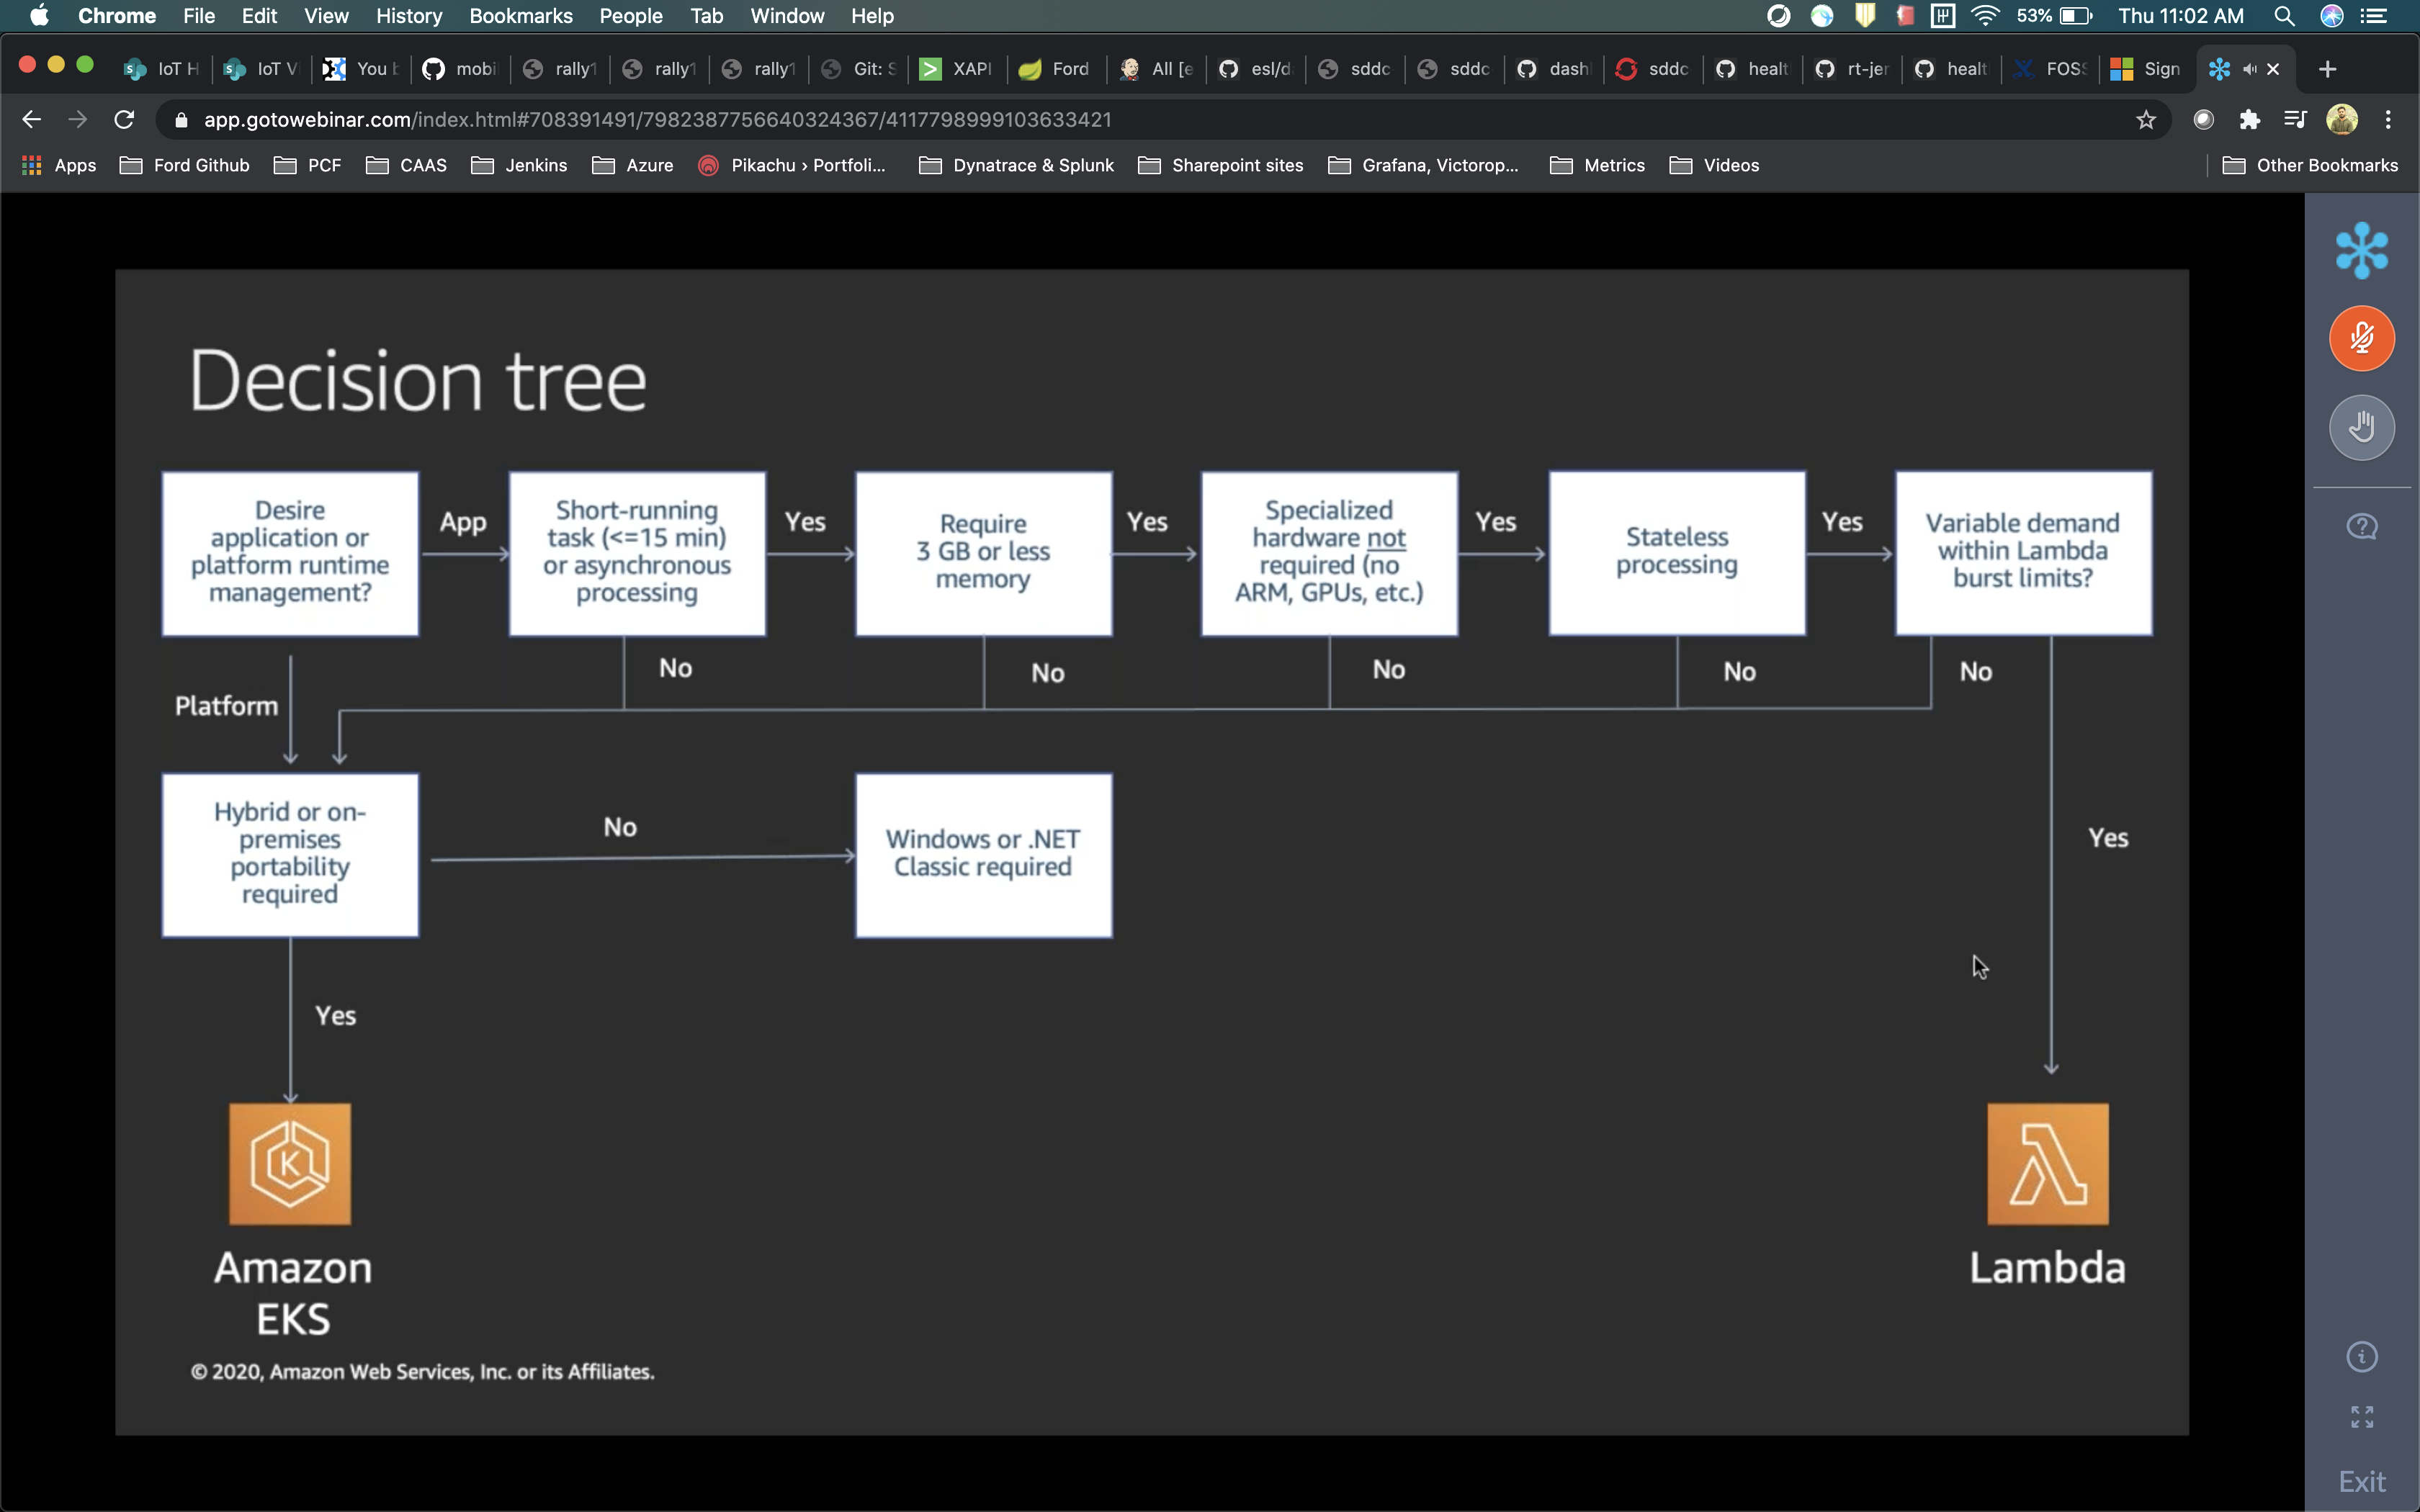 Chrome File Edit View History Bookmarks People Tab Window Help 53% Thu 11:02 AM
IoT H IoT V You b mobi rally1 rally1 rally1 Git: S XAPI Ford All [e esl/d sddc sddc dash sddc healt rt-jer healt FOSS Sign
app.gotowebinar.com/index.html#708391491/7982387756640324367/4117798999103633421
Apps Ford Github PCF CAAS Jenkins Azure Pikachu › Portfoli... Dynatrace & Splunk Sharepoint sites Grafana, Victorop... Metrics Videos Other Bookmarks
Decision tree
Desire
application or
platform runtime
management?
App
Short-running
task (<=15 min)
or asynchronous
processing
Yes
Require
3 GB or less
memory
Yes
Specialized
hardware not
required (no
ARM, GPUs, etc.)
Yes
Stateless
processing
Yes
Variable demand
within Lambda
burst limits?
No
No
No
No
No
Platform
Hybrid or on-
premises
portability
required
No
Windows or .NET
Classic required
Yes
Yes
Amazon
EKS
Lambda
© 2020, Amazon Web Services, Inc. or its Affiliates.
Exit